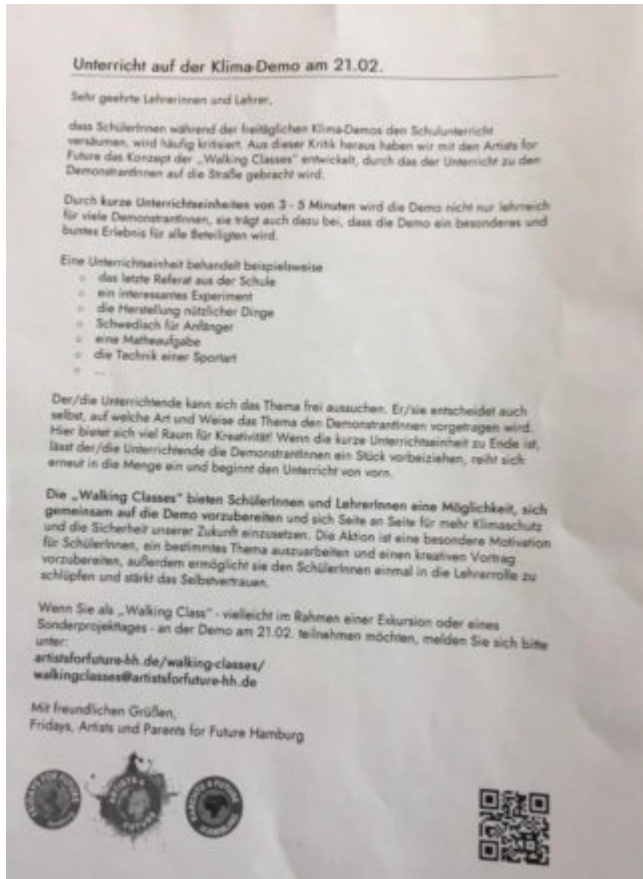 Unterricht auf der Klima-Demo am 21.02.
Sehr geehrte Lehrerinnen und Lehrer,
dass SchülerInnen während der freitäglichen Klima-Demos den Schulunterricht
versäumen, wird häufig kritisiert. Aus dieser Kritik heraus haben wir mit den Artists for
Future das Konzept der „Walking Classes" entwickelt, durch das der Unterricht zu den
DemonstrantInnen auf die Straße gebracht wird:
Durch kurze Unterrichtseinheiten von 3 - 5 Minuten wird die Demo nicht nur lehrreich
für viele DemonstrantInnen, sie trägt auch dazu bei, dass die Demo ein besonderes und
buntes Erlebnis für alle Beteiligten wird.
Eine Unterrichtseinheit behandelt beispielsweise
○ das letzte Referat aus der Schule
○ ein interessantes Experiment
○ die Herstellung nützlicher Dinge
○ Schwedisch für Anfänger
○ eine Matheaufgabe
○ die Technik einer Sportart
○ ...
Der/die Unterrichtende kann sich das Thema frei aussuchen. Er/sie entscheidet auch
selbst, auf welche Art und Weise das Thema den DemonstrantInnen vorgetragen wird.
Hier bietet sich viel Raum für Kreativität! Wenn die kurze Unterrichtseinheit zu Ende ist,
lässt der/die Unterrichtende die DemonstrantInnen ein Stück vorbeiziehen, reiht sich
erneut in die Menge ein und beginnt den Unterricht von vorn.
Die „Walking Classes" bieten SchülerInnen und LehrerInnen eine Möglichkeit, sich
gemeinsam auf die Demo vorzubereiten und sich Seite an Seite für mehr Klimaschutz
und die Sicherheit unserer Zukunft einzusetzen. Die Aktion ist eine besondere Motivation
für SchülerInnen, ein bestimmtes Thema auszuarbeiten und einen kreativen Vortrag
vorzubereiten, außerdem ermöglicht sie den SchülerInnen einmal in die Lehrerrolle zu
schlüpfen und stärkt das Selbstvertrauen.
Wenn Sie als „Walking Class" - vielleicht im Rahmen einer Exkursion oder eines
Sonderprojekttages - an der Demo am 21.02. teilnehmen möchten, melden Sie sich bitte
unter:
artistsforfuture-hh.de/walking-classes/
walkingclasses@artistsforfuture-hh.de
Mit freundlichen Grüßen,
Fridays, Artists und Parents for Future Hamburg